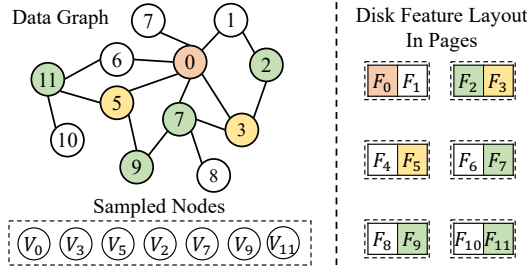 Data Graph
7
1
6
0
2
11
5
7
3
10
9
8
Sampled Nodes
V0 V3 V5 V2 V7 V9 V11
Disk Feature Layout
In Pages
F0 F1 F2 F3
F4 F5 F6 F7
F8 F9 F10 F11